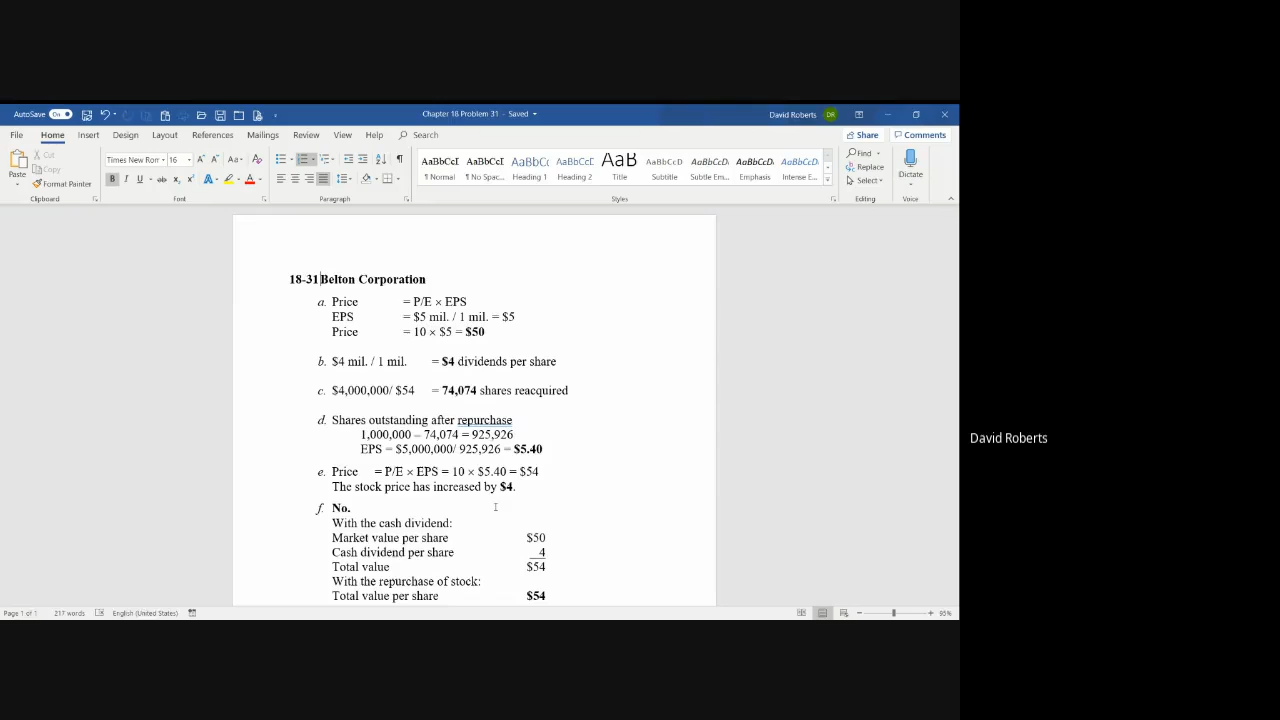 AutoSave On
Chapter 18 Problem 31 - Saved
David Roberts DR
File Home Insert Design Layout References Mailings Review View Help Search
Share Comments
Cut
Copy
Paste
Format Painter
Times New Rom 16
AaBbCcI AaBbCcI AaBbCc AaBbCcD AaB AaBbCcD AaBbCcD AaBbCcD AaBbCcD
¶ Normal ¶ No Spac... Heading 1 Heading 2 Title Subtitle Subtle Em... Emphasis Intense E...
Find
Replace
Select
Dictate
Clipboard Font Paragraph Styles Editing Voice
18-31 Belton Corporation
a. Price = P/E × EPS
EPS = $5 mil. / 1 mil. = $5
Price = 10 × $5 = $50
b. $4 mil. / 1 mil. = $4 dividends per share
c. $4,000,000/ $54 = 74,074 shares reacquired
d. Shares outstanding after repurchase
1,000,000 – 74,074 = 925,926
EPS = $5,000,000/ 925,926 = $5.40
e. Price = P/E × EPS = 10 × $5.40 = $54
The stock price has increased by $4.
f. No.
With the cash dividend:
Market value per share $50
Cash dividend per share 4
Total value $54
With the repurchase of stock:
Total value per share $54
Page 1 of 1 217 words English (United States) 95%
David Roberts